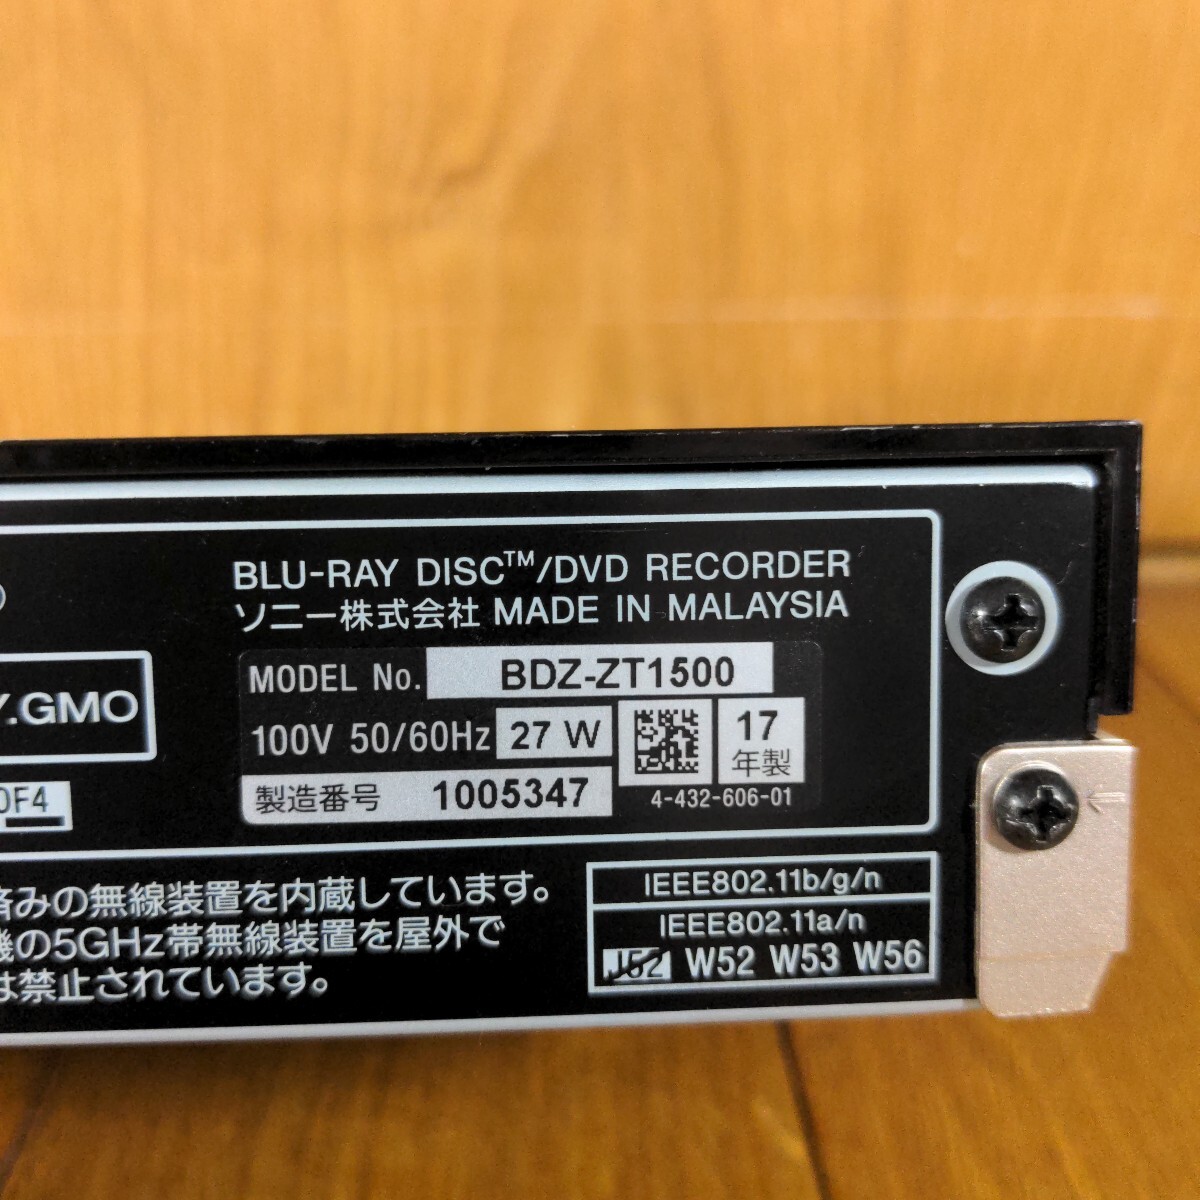 BLU-RAY DISC™/DVD RECORDER
ソニー株式会社 MADE IN MALAYSIA
MODEL No. BDZ-ZT1500
100V 50/60Hz 27 W
17
年製
製造番号 1005347
4-432-606-01
.GMO
0F4
済みの無線装置を内蔵しています。
機の5GHz帯無線装置を屋外で
は禁止されています。
IEEE802.11b/g/n
IEEE802.11a/n
J52 W52 W53 W56